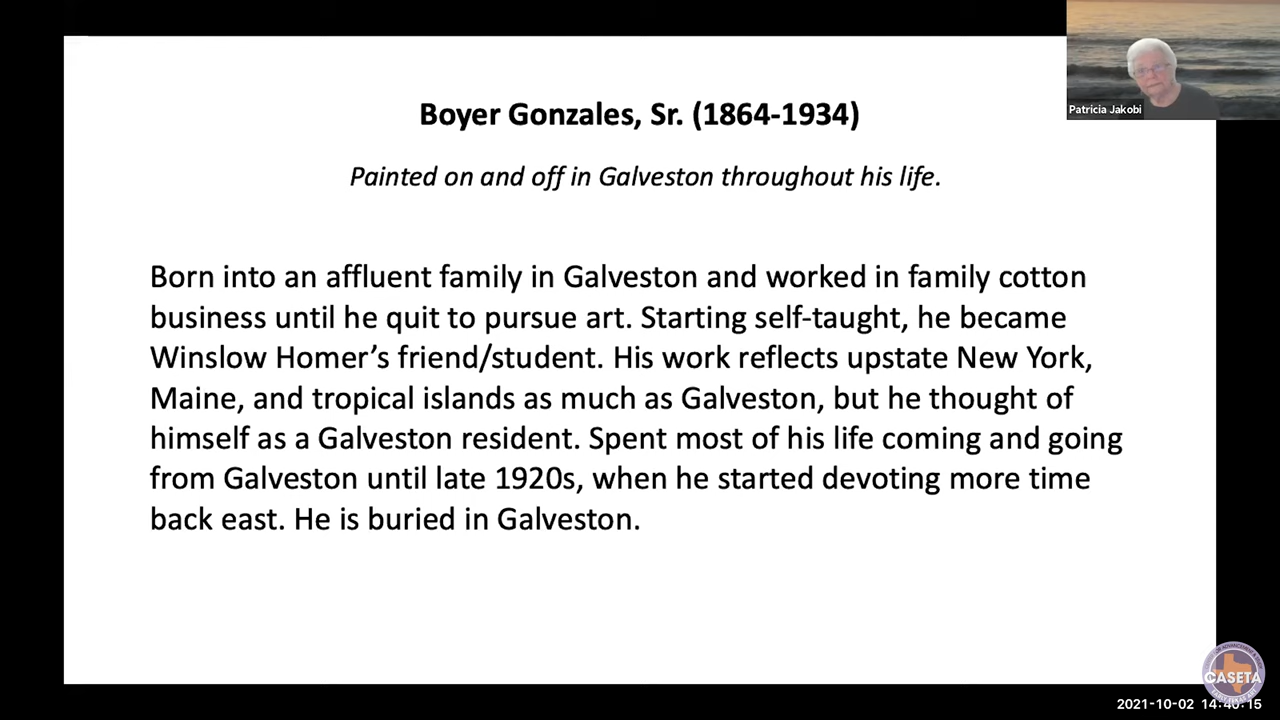 Patricia Jakobi
Boyer Gonzales, Sr. (1864-1934)
Painted on and off in Galveston throughout his life.
Born into an affluent family in Galveston and worked in family cotton
business until he quit to pursue art. Starting self-taught, he became
Winslow Homer’s friend/student. His work reflects upstate New York,
Maine, and tropical islands as much as Galveston, but he thought of
himself as a Galveston resident. Spent most of his life coming and going
from Galveston until late 1920s, when he started devoting more time
back east. He is buried in Galveston.
CASETA
2021-10-02 14:40:15